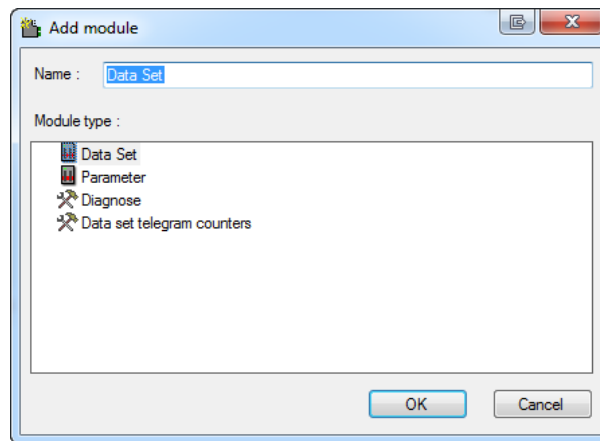 Add module
Name :
Data Set
Module type :
Data Set
Parameter
Diagnose
Data set telegram counters
OK
Cancel